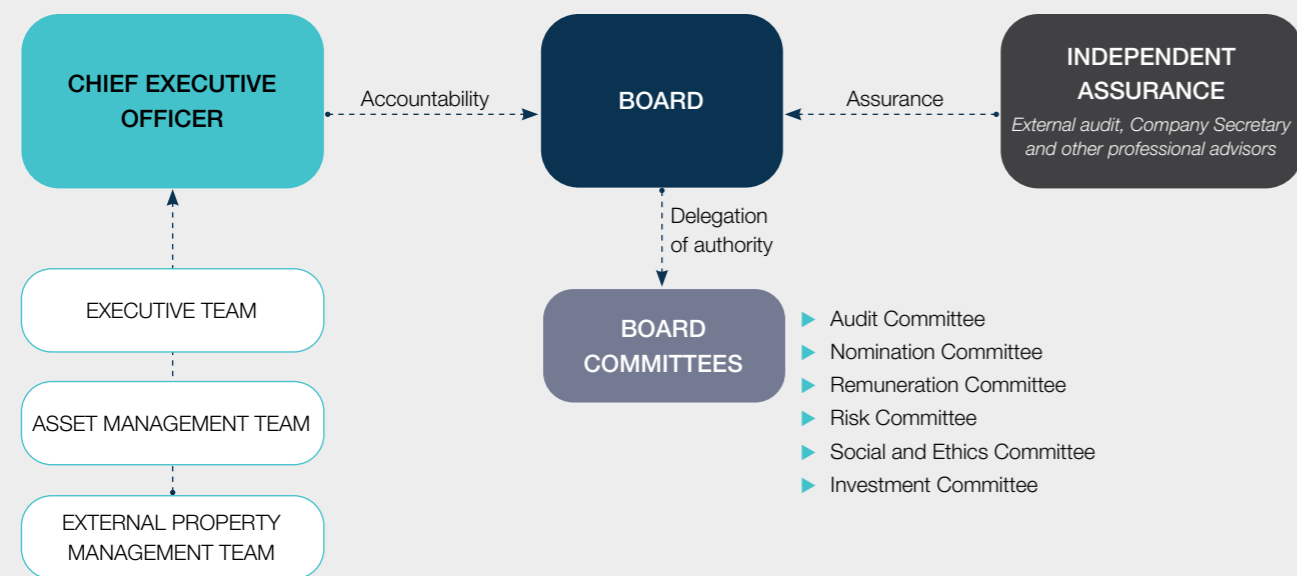 CHIEF EXECUTIVE
OFFICER
Accountability
BOARD
Assurance
INDEPENDENT
ASSURANCE
External audit, Company Secretary
and other professional advisors
Delegation
of authority
EXECUTIVE TEAM
ASSET MANAGEMENT TEAM
EXTERNAL PROPERTY
MANAGEMENT TEAM
BOARD
COMMITTEES
Audit Committee
Nomination Committee
Remuneration Committee
Risk Committee
Social and Ethics Committee
Investment Committee